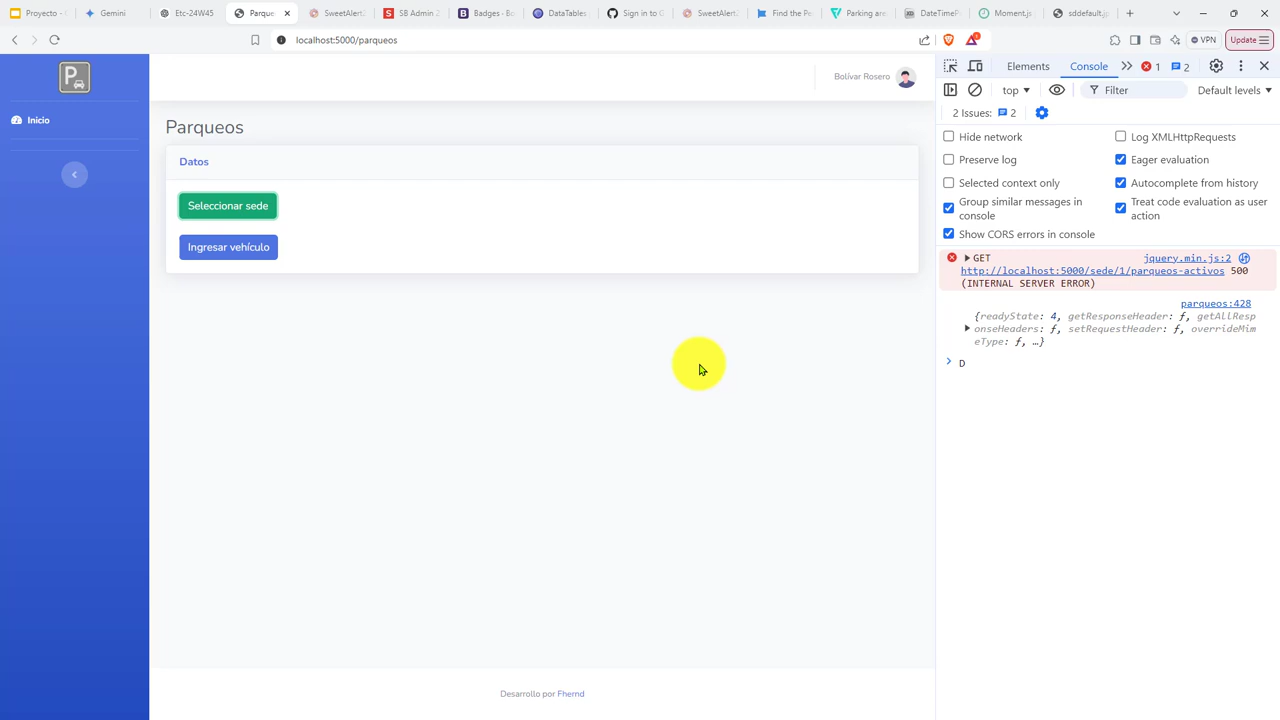 Proyecto - G
Gemini
Etc-24W45
Parque
SweetAlert2
SB Admin 2
Badges - Bo
DataTables
Sign in to G
SweetAlert2
Find the Pe
Parking are
DateTimeP
Moment.js
sddefault.jp
localhost:5000/parqueos
VPN
Update
P
Inicio
Bolívar Rosero
Parqueos
Datos
Seleccionar sede
Ingresar vehículo
Desarrollo por Fhernd
Elements
Console
1
2
top
Filter
Default levels
2 Issues:
2
Hide network
Log XMLHttpRequests
Preserve log
Eager evaluation
Selected context only
Autocomplete from history
Group similar messages in
console
Treat code evaluation as user
action
Show CORS errors in console
GET jquery.min.js:2
http://localhost:5000/sede/1/parqueos-activos 500
(INTERNAL SERVER ERROR)
parqueos:428
{readyState: 4, getResponseHeader: ƒ, getAllResp
onseHeaders: ƒ, setRequestHeader: ƒ, overrideMim
eType: ƒ, …}
D